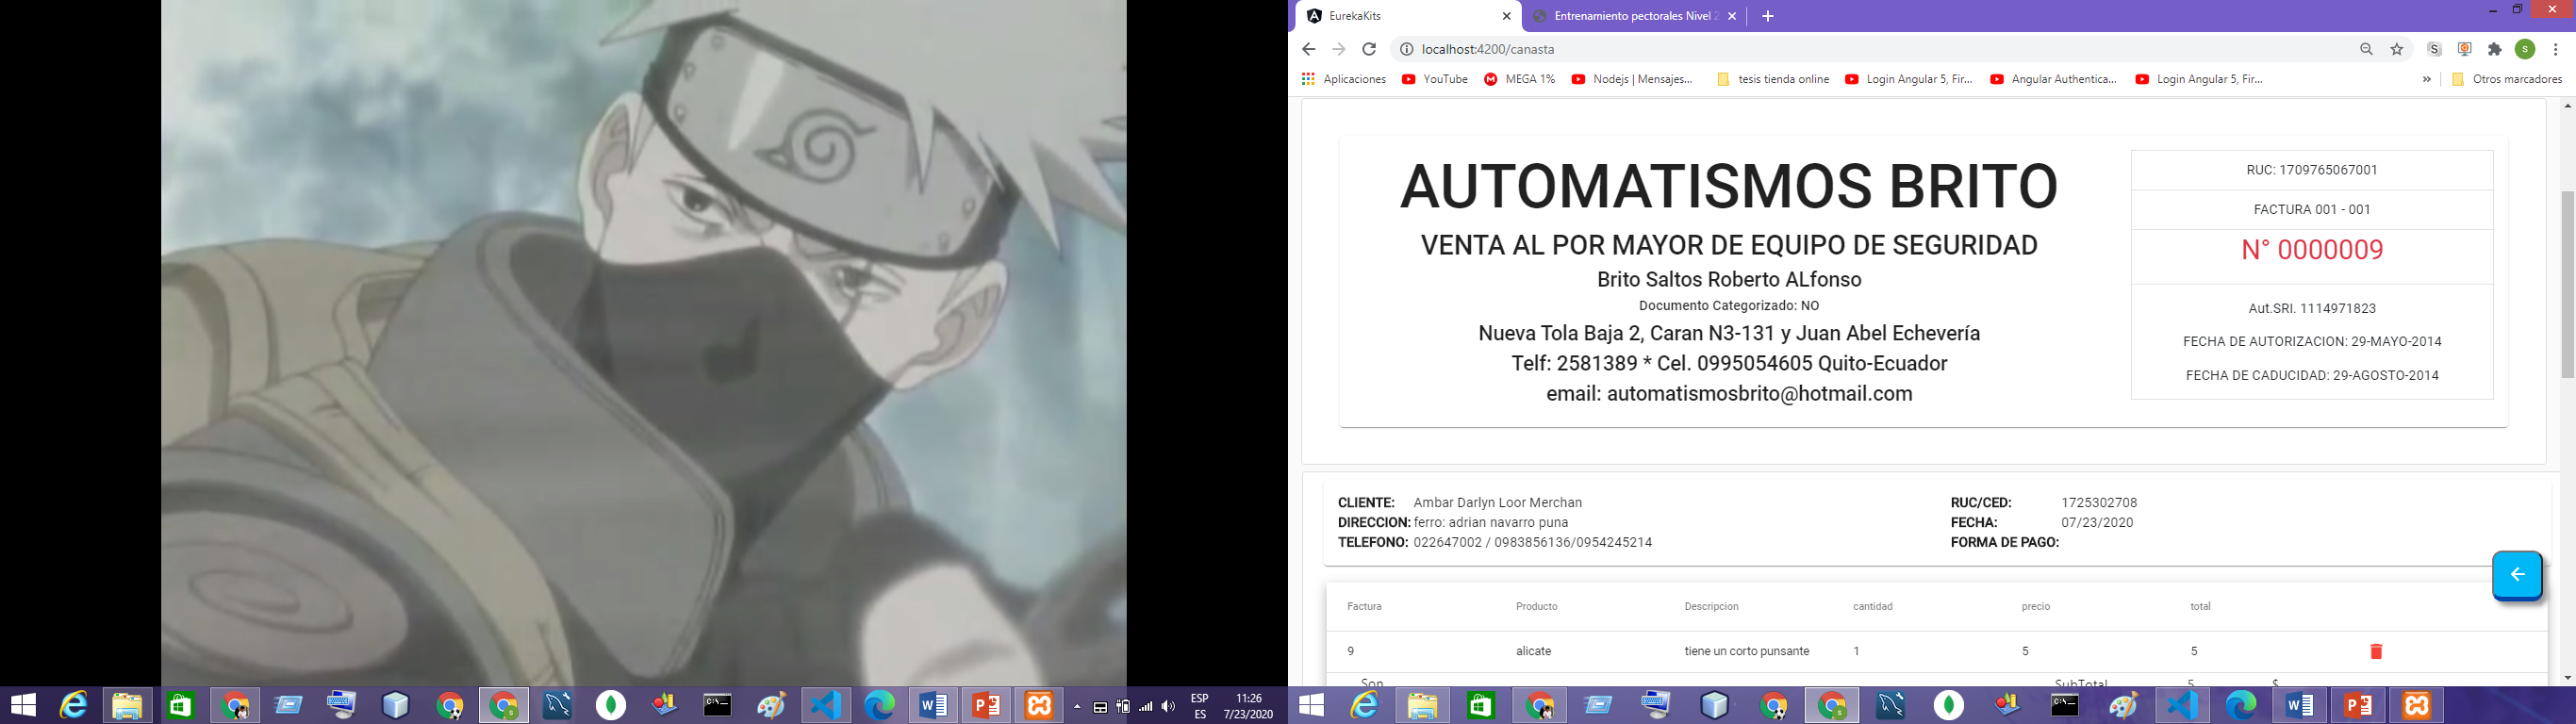 EurekaKits
Entrenamiento pectorales Nivel 2
localhost:4200/canasta
Aplicaciones
YouTube
MEGA 1%
Nodejs | Mensajes...
tesis tienda online
Login Angular 5, Fir...
Angular Authentica...
Login Angular 5, Fir...
Otros marcadores
AUTOMATISMOS BRITO
VENTA AL POR MAYOR DE EQUIPO DE SEGURIDAD
Brito Saltos Roberto ALfonso
Documento Categorizado: NO
Nueva Tola Baja 2, Caran N3-131 y Juan Abel Echevería
Telf: 2581389 * Cel. 0995054605 Quito-Ecuador
email: automatismosbrito@hotmail.com
RUC: 1709765067001
FACTURA 001 - 001
N° 0000009
Aut.SRI. 1114971823
FECHA DE AUTORIZACION: 29-MAYO-2014
FECHA DE CADUCIDAD: 29-AGOSTO-2014
CLIENTE: Ambar Darlyn Loor Merchan
DIRECCION: ferro: adrian navarro puna
TELEFONO: 022647002 / 0983856136/0954245214
RUC/CED: 1725302708
FECHA: 07/23/2020
FORMA DE PAGO:
Factura Producto Descripcion cantidad precio total
9 alicate tiene un corto punsante 1 5 5
Son
SubTotal 5 $
ESP 11:26
ES 7/23/2020